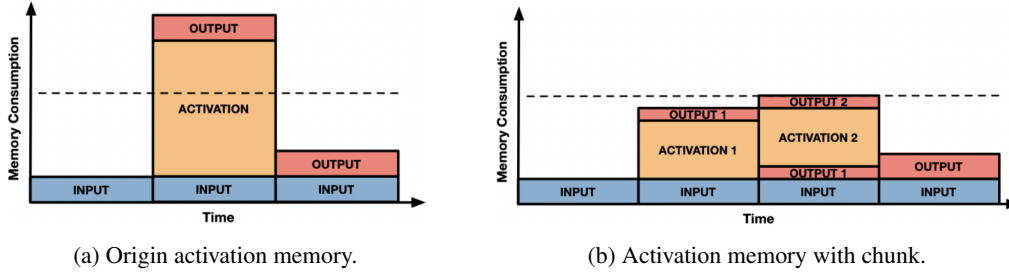 Memory Consumption
OUTPUT
ACTIVATION
OUTPUT
INPUT
INPUT
INPUT
Time
(a) Origin activation memory.
Memory Consumption
OUTPUT 2
OUTPUT 1
ACTIVATION 2
ACTIVATION 1
OUTPUT
OUTPUT 1
INPUT
INPUT
INPUT
INPUT
Time
(b) Activation memory with chunk.